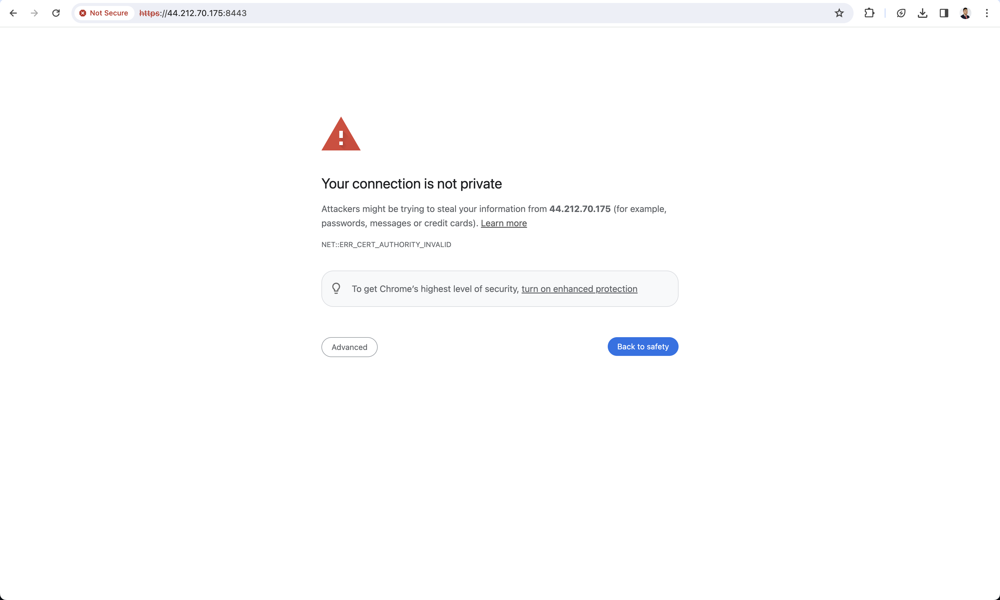 Not Secure https://44.212.70.175:8443
Your connection is not private
Attackers might be trying to steal your information from 44.212.70.175 (for example,
passwords, messages or credit cards). Learn more
NET::ERR_CERT_AUTHORITY_INVALID
To get Chrome’s highest level of security, turn on enhanced protection
Advanced
Back to safety